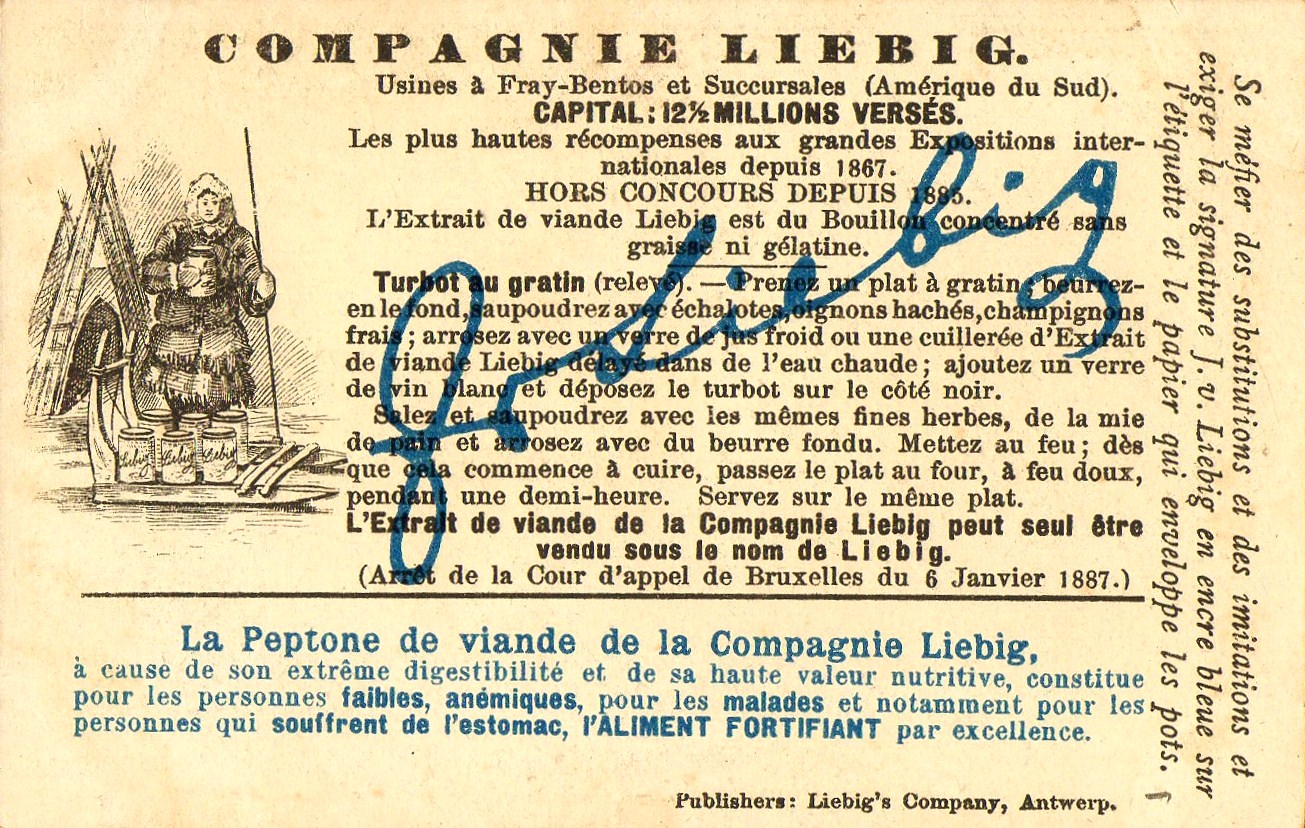 COMPAGNIE LIEBIG.
Usines à Fray-Bentos et Succursales (Amérique du Sud).
CAPITAL: 12½ MILLIONS VERSÉS.
Les plus hautes récompenses aux grandes Expositions inter-
nationales depuis 1867.
HORS CONCOURS DEPUIS 1885.
L'Extrait de viande Liebig est du Bouillon concentré sans
graisse ni gélatine.
Turbot au gratin (relevé). — Prenez un plat à gratin; beurrez-
en le fond, saupoudrez avec échalotes, oignons hachés, champignons
frais; arrosez avec un verre de jus froid ou une cuillerée d'Extrait
de viande Liebig délayé dans de l'eau chaude; ajoutez un verre
de vin blanc et déposez le turbot sur le côté noir.
Salez et saupoudrez avec les mêmes fines herbes, de la mie
de pain et arrosez avec du beurre fondu. Mettez au feu; dès
que cela commence à cuire, passez le plat au four, à feu doux,
pendant une demi-heure. Servez sur le même plat.
L'Extrait de viande de la Compagnie Liebig peut seul être
vendu sous le nom de Liebig.
(Arrêt de la Cour d'appel de Bruxelles du 6 Janvier 1887.)
J v Liebig
Liebig
Liebig
Liebig
La Peptone de viande de la Compagnie Liebig,
à cause de son extrême digestibilité et de sa haute valeur nutritive, constitue
pour les personnes faibles, anémiques, pour les malades et notamment pour les
personnes qui souffrent de l'estomac, l'ALIMENT FORTIFIANT par excellence.
Publishers: Liebig's Company, Antwerp.
Se méfier des substitutions et des imitations et
exiger la signature J. v. Liebig en encre bleue sur
l'étiquette et le papier qui enveloppe les pots.